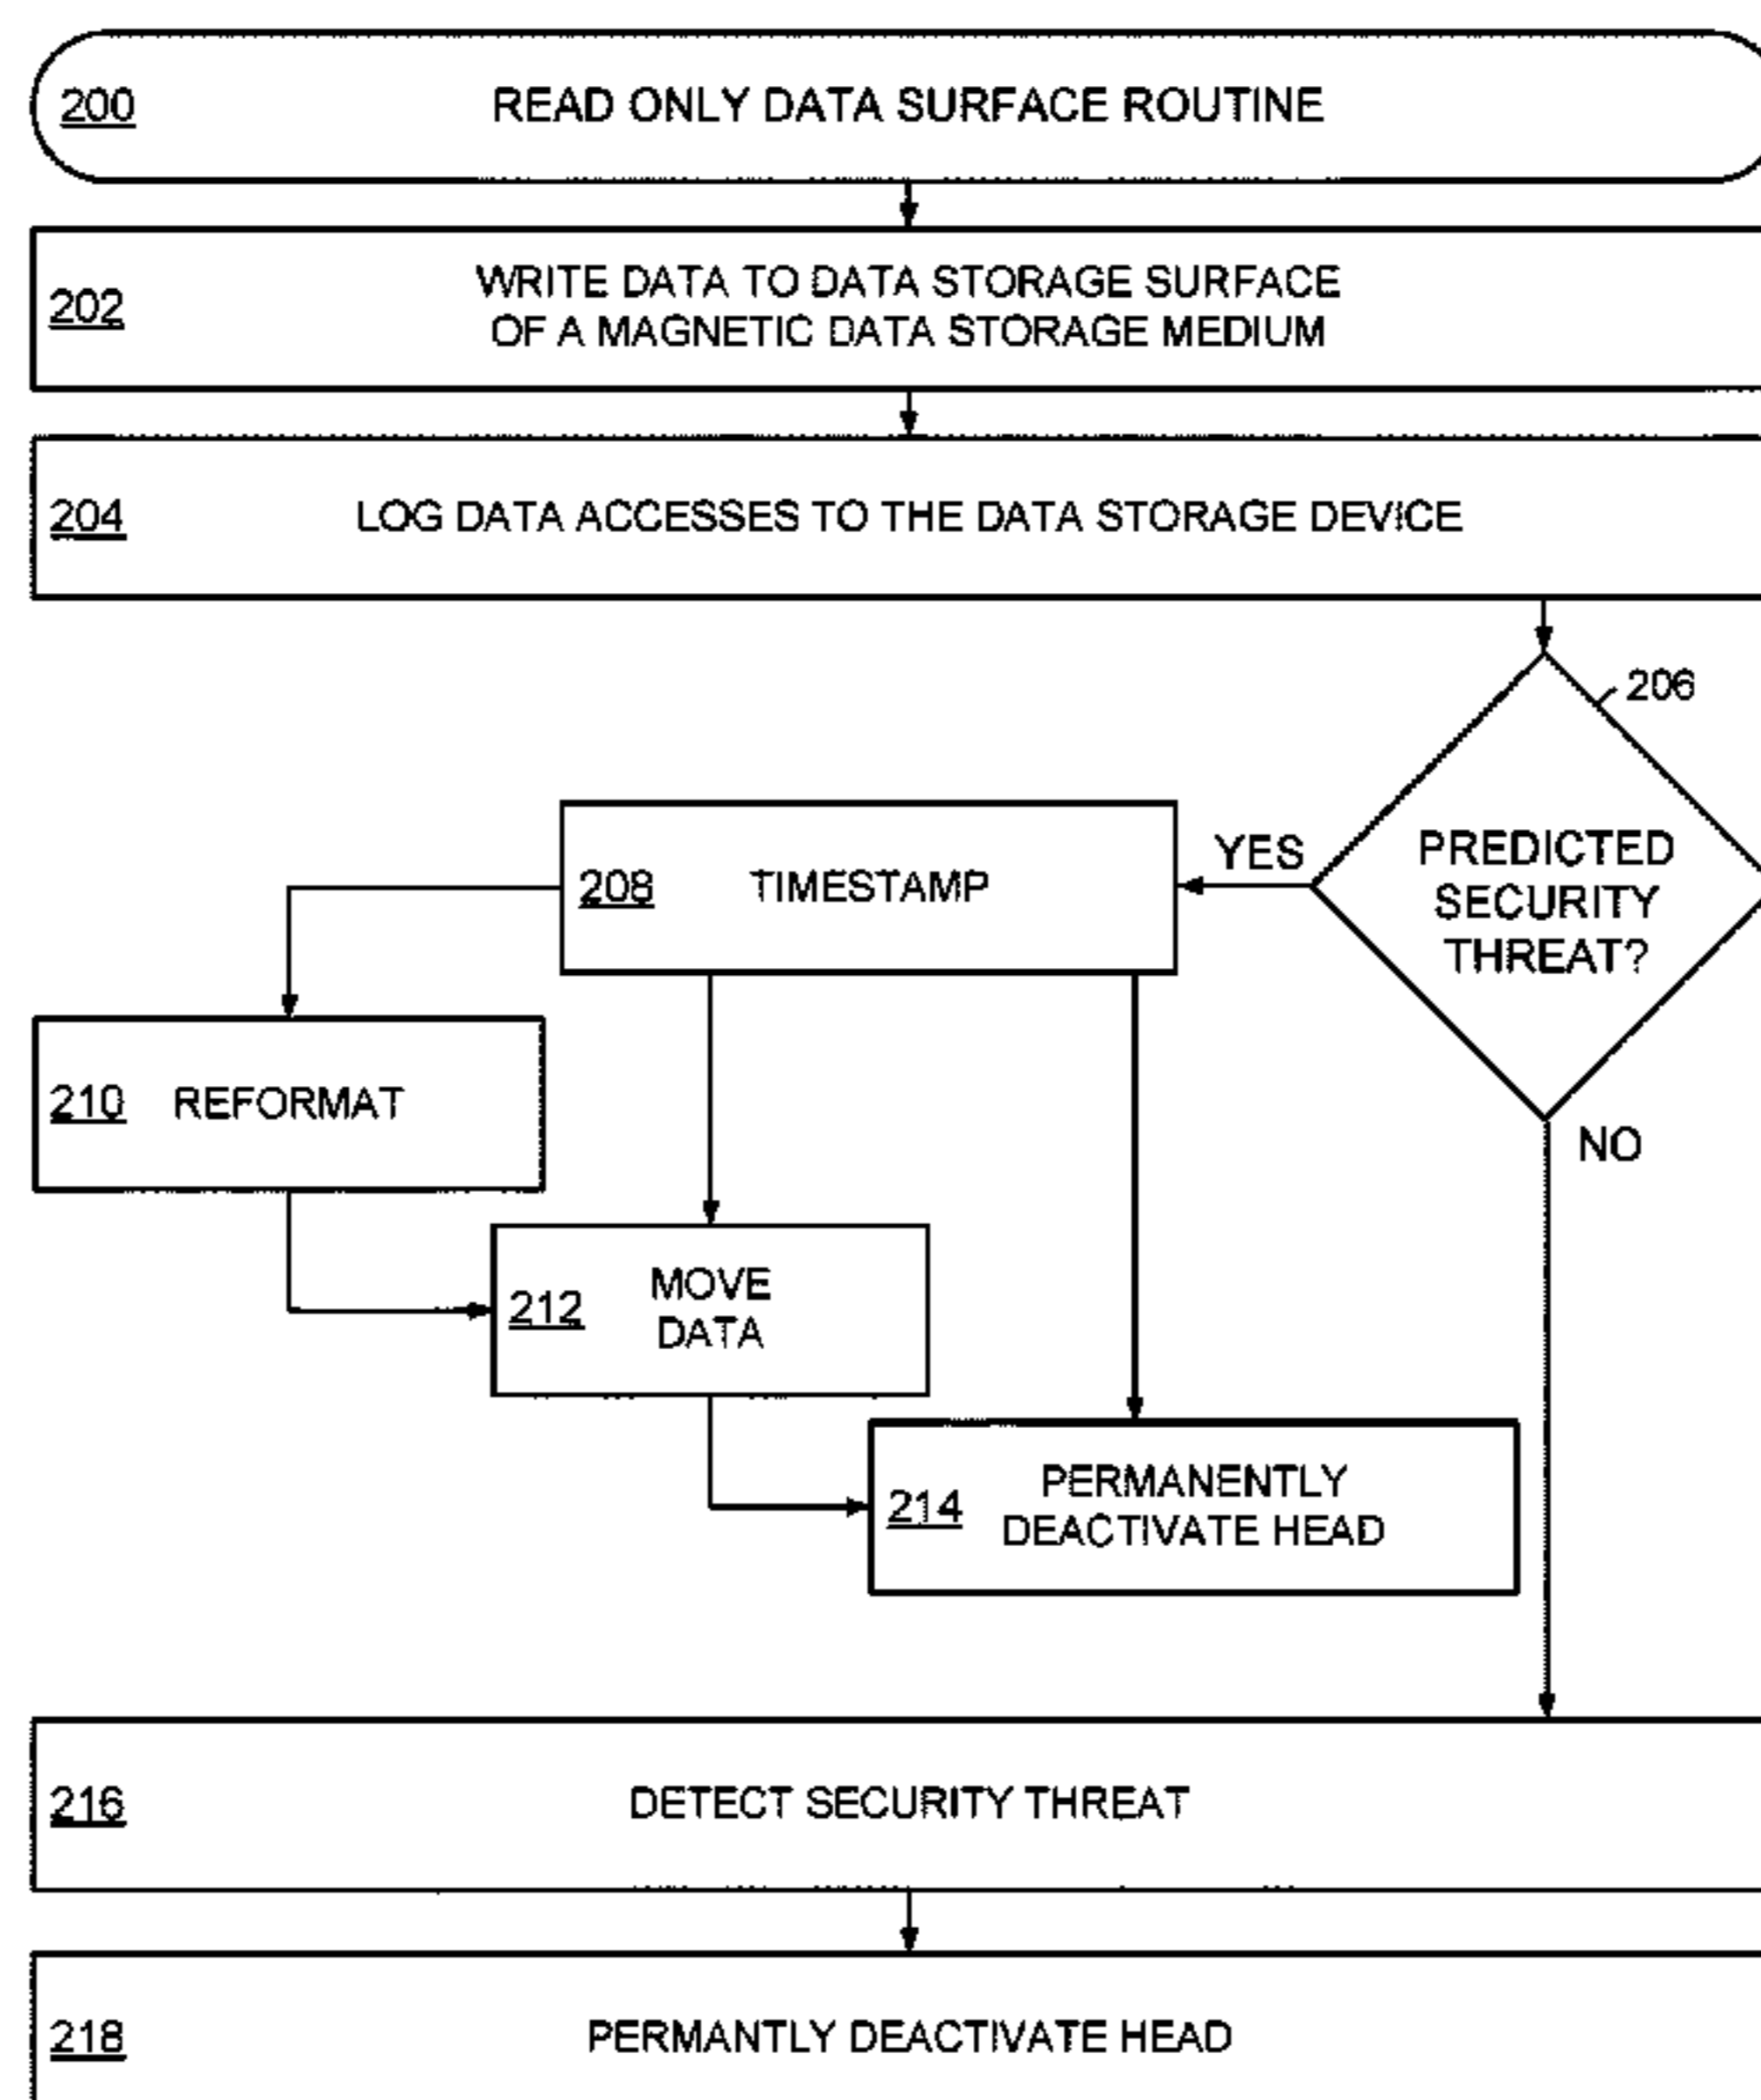 200 READ ONLY DATA SURFACE ROUTINE
202 WRITE DATA TO DATA STORAGE SURFACE
OF A MAGNETIC DATA STORAGE MEDIUM
204 LOG DATA ACCESSES TO THE DATA STORAGE DEVICE
206
PREDICTED
SECURITY
THREAT?
YES
208 TIMESTAMP
210 REFORMAT
NO
212 MOVE
DATA
214 PERMANENTLY
DEACTIVATE HEAD
216 DETECT SECURITY THREAT
218 PERMANTLY DEACTIVATE HEAD